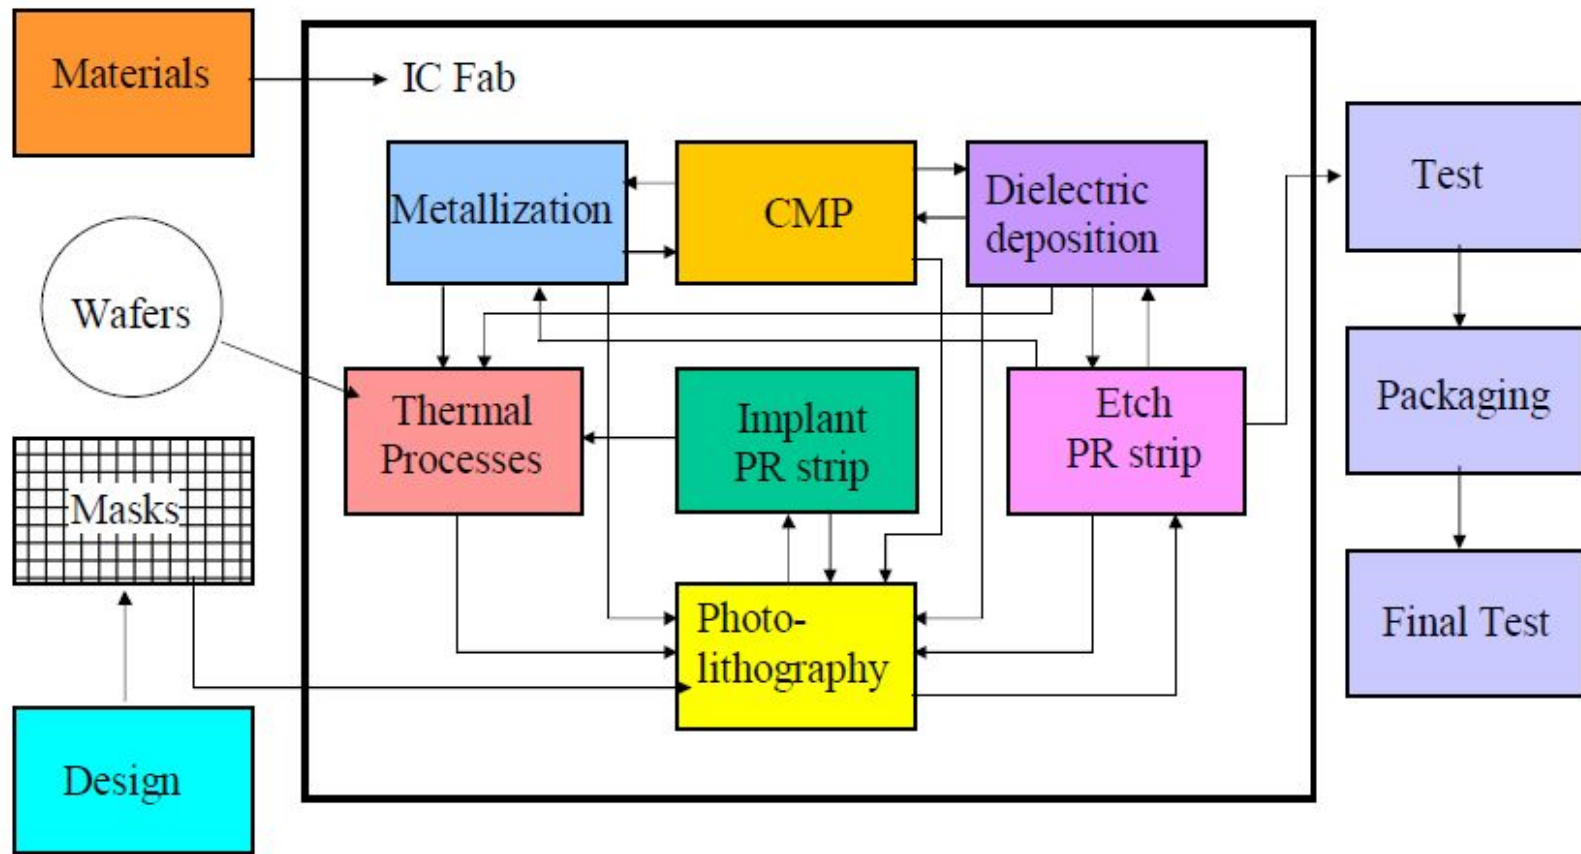 Materials
IC Fab
Metallization
CMP
Dielectric
deposition
Test
Wafers
Thermal
Processes
Implant
PR strip
Etch
PR strip
Packaging
Masks
Photo-
lithography
Final Test
Design